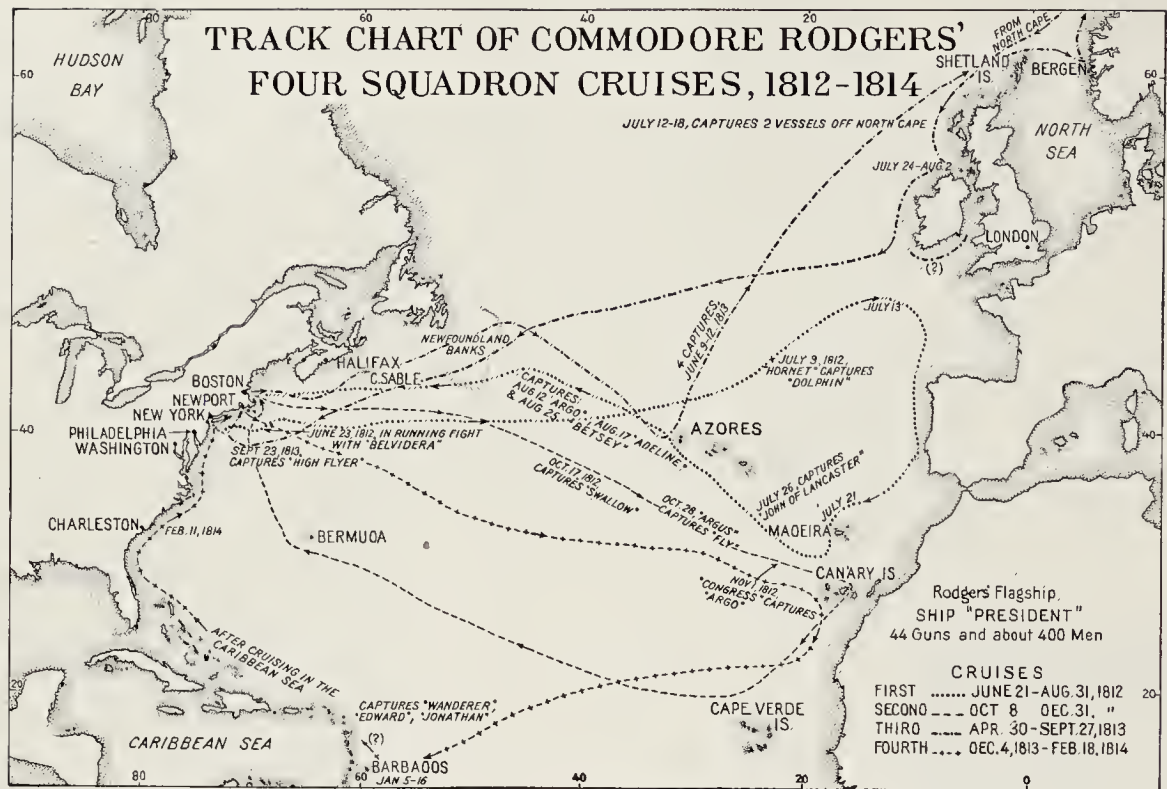 TRACK CHART OF COMMODORE RODGERS'
FOUR SQUADRON CRUISES, 1812-1814
80
60
40
20
HUDSON
BAY
60
FROM
NORTH CAPE
SHETLAND
IS.
BERGEN
60
JULY 12-18, CAPTURES 2 VESSELS OFF NORTH CAPE
NORTH
SEA
JULY 24-AUG.2
LONDON
(?)
4 CAPTURES,
JUNE 9-12, 1813
JULY 13
NEWFOUNDLAND
BANKS
JULY 9, 1812,
"HORNET" CAPTURES
"DOLPHIN"
HALIFAX
C.SABLE
BOSTON
NEWPORT
NEW YORK
CAPTURES:
AUG.12 "ARGO"; AUG.17 "ADELINE"
& AUG.25 "BETSEY"
40
PHILADELPHIA
WASHINGTON
JUNE 23, 1812, IN RUNNING FIGHT
WITH "BELVIDERA"
SEPT 23, 1813,
CAPTURES "HIGH FLYER"
AZORES
40
OCT.17, 1812,
CAPTURES "SWALLOW"
OCT. 28 "ARGUS"
CAPTURES "FLY"
JULY 26, CAPTURES
"JOHN OF LANCASTER"
JULY 21
MADEIRA
CHARLESTON
FEB. 11, 1814
BERMUDA
CANARY IS.
NOV 1, 1812,
"CONGRESS" CAPTURES
"ARGO"
Rodgers' Flagship,
SHIP "PRESIDENT"
44 Guns and about 400 Men
AFTER CRUISING IN THE
CARIBBEAN SEA
CRUISES
FIRST ....... JUNE 21-AUG.31, 1812
SECOND _ _ _ _ OCT 8 DEC.31, "
THIRD _._._ APR. 30-SEPT.27, 1813
FOURTH .+.+. DEC.4, 1813-FEB.18, 1814
20
20
CAPTURES "WANDERER",
"EDWARD", "JONATHAN"
(?)
CAPE VERDE
IS.
CARIBBEAN SEA
BARBADOS
JAN 5-16
80
60
40
20
0